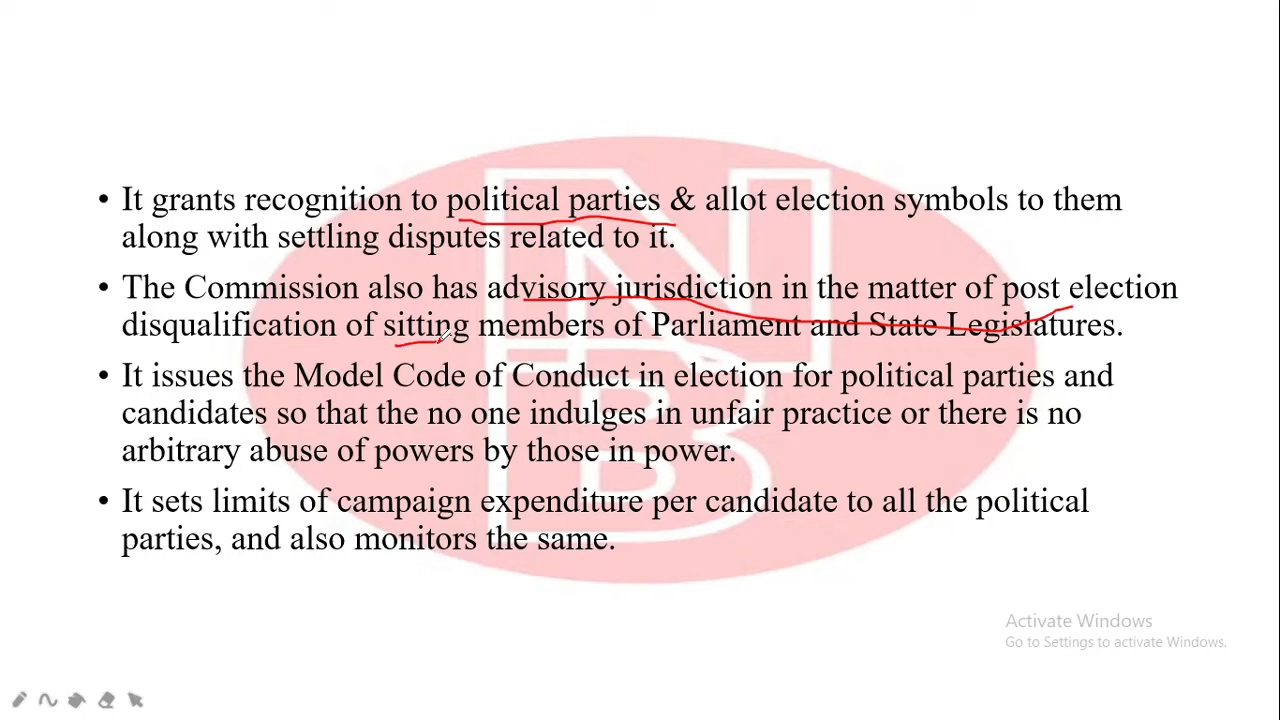 • It grants recognition to political parties & allot election symbols to them
along with settling disputes related to it.
• The Commission also has advisory jurisdiction in the matter of post election
disqualification of sitting members of Parliament and State Legislatures.
• It issues the Model Code of Conduct in election for political parties and
candidates so that the no one indulges in unfair practice or there is no
arbitrary abuse of powers by those in power.
• It sets limits of campaign expenditure per candidate to all the political
parties, and also monitors the same.
N
B
Activate Windows
Go to Settings to activate Windows.